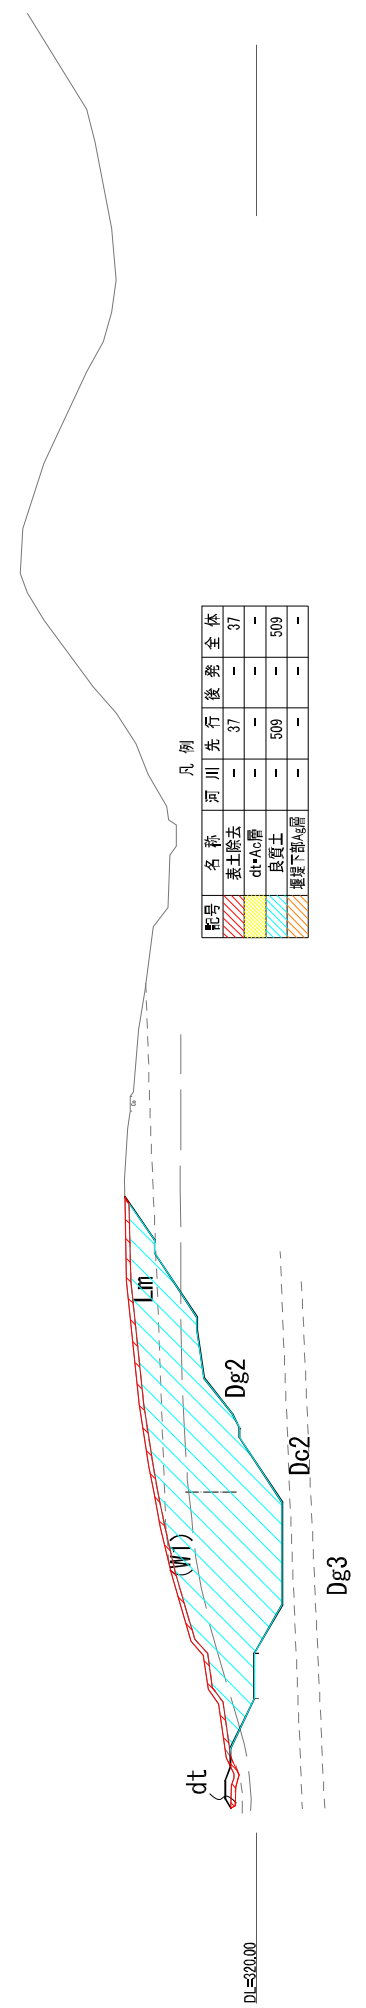 凡　例
記号 名　称 河　川 先　行 後　発 全　体
表土除去 - 37 - 37
dt・Ac層 - - - -
良質土 - 509 - 509
堰堤下部Ag層 - - - -
DL=320.00
dt
(Wl)
Lm
Dg2
Dc2
Dg3